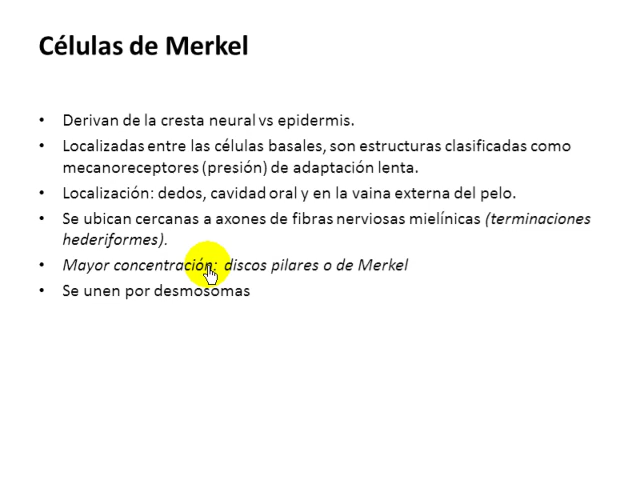 Células de Merkel
• Derivan de la cresta neural vs epidermis.
• Localizadas entre las células basales, son estructuras clasificadas como
mecanoreceptores (presión) de adaptación lenta.
• Localización: dedos, cavidad oral y en la vaina externa del pelo.
• Se ubican cercanas a axones de fibras nerviosas mielínicas (terminaciones
hederiformes).
• Mayor concentración: discos pilares o de Merkel
• Se unen por desmosomas